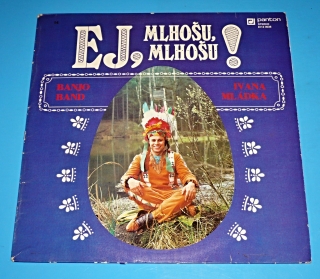 EJ, MLHOŠU,
MLHOŠU!
panton
BANJO
BAND
IVANA
MLÁDKA